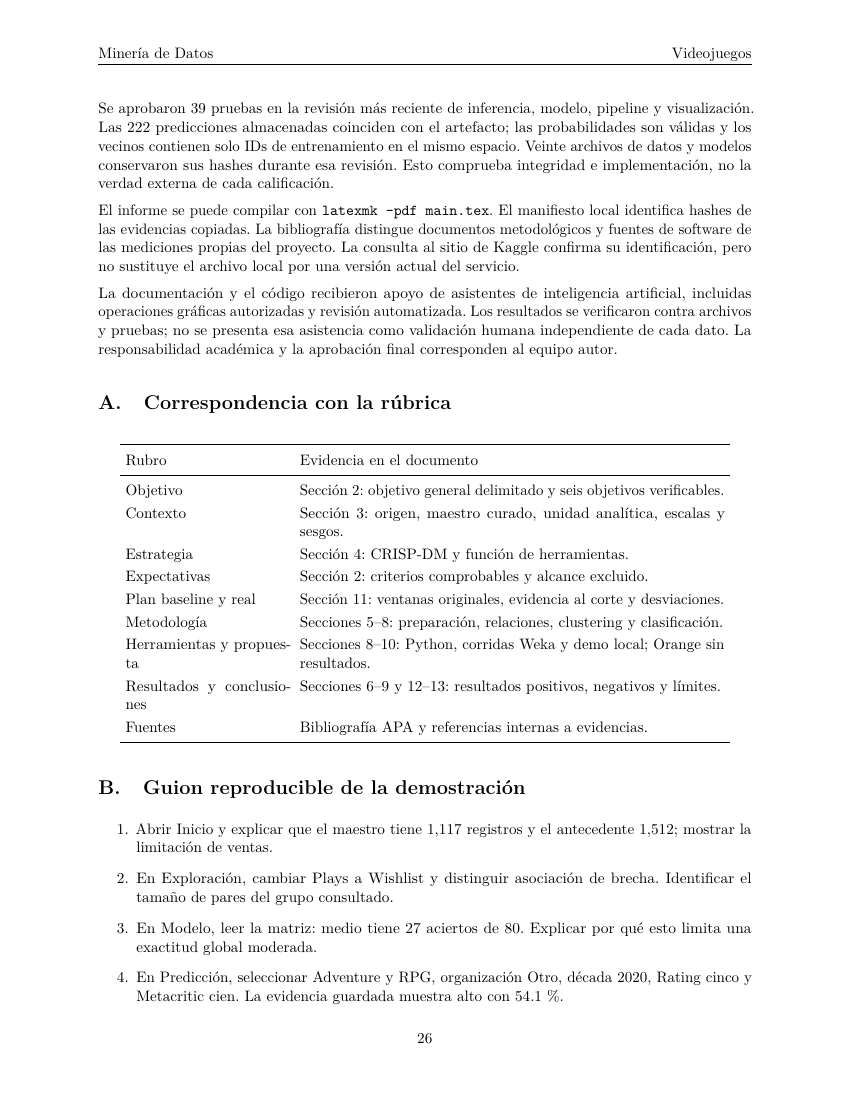 Minería de Datos Videojuegos
Se aprobaron 39 pruebas en la revisión más reciente de inferencia, modelo, pipeline y visualización.
Las 222 predicciones almacenadas coinciden con el artefacto; las probabilidades son válidas y los
vecinos contienen solo IDs de entrenamiento en el mismo espacio. Veinte archivos de datos y modelos
conservaron sus hashes durante esa revisión. Esto comprueba integridad e implementación, no la
verdad externa de cada calificación.
El informe se puede compilar con latexmk -pdf main.tex. El manifiesto local identifica hashes de
las evidencias copiadas. La bibliografía distingue documentos metodológicos y fuentes de software de
las mediciones propias del proyecto. La consulta al sitio de Kaggle confirma su identificación, pero
no sustituye el archivo local por una versión actual del servicio.
La documentación y el código recibieron apoyo de asistentes de inteligencia artificial, incluidas
operaciones gráficas autorizadas y revisión automatizada. Los resultados se verificaron contra archivos
y pruebas; no se presenta esa asistencia como validación humana independiente de cada dato. La
responsabilidad académica y la aprobación final corresponden al equipo autor.
A. Correspondencia con la rúbrica
Rubro Evidencia en el documento
Objetivo Sección 2: objetivo general delimitado y seis objetivos verificables.
Contexto Sección 3: origen, maestro curado, unidad analítica, escalas y
sesgos.
Estrategia Sección 4: CRISP-DM y función de herramientas.
Expectativas Sección 2: criterios comprobables y alcance excluido.
Plan baseline y real Sección 11: ventanas originales, evidencia al corte y desviaciones.
Metodología Secciones 5–8: preparación, relaciones, clustering y clasificación.
Herramientas y propues- Secciones 8–10: Python, corridas Weka y demo local; Orange sin
ta resultados.
Resultados y conclusio- Secciones 6–9 y 12–13: resultados positivos, negativos y límites.
nes
Fuentes Bibliografía APA y referencias internas a evidencias.
B. Guion reproducible de la demostración
1. Abrir Inicio y explicar que el maestro tiene 1,117 registros y el antecedente 1,512; mostrar la
limitación de ventas.
2. En Exploración, cambiar Plays a Wishlist y distinguir asociación de brecha. Identificar el
tamaño de pares del grupo consultado.
3. En Modelo, leer la matriz: medio tiene 27 aciertos de 80. Explicar por qué esto limita una
exactitud global moderada.
4. En Predicción, seleccionar Adventure y RPG, organización Otro, década 2020, Rating cinco y
Metacritic cien. La evidencia guardada muestra alto con 54.1 %.
26